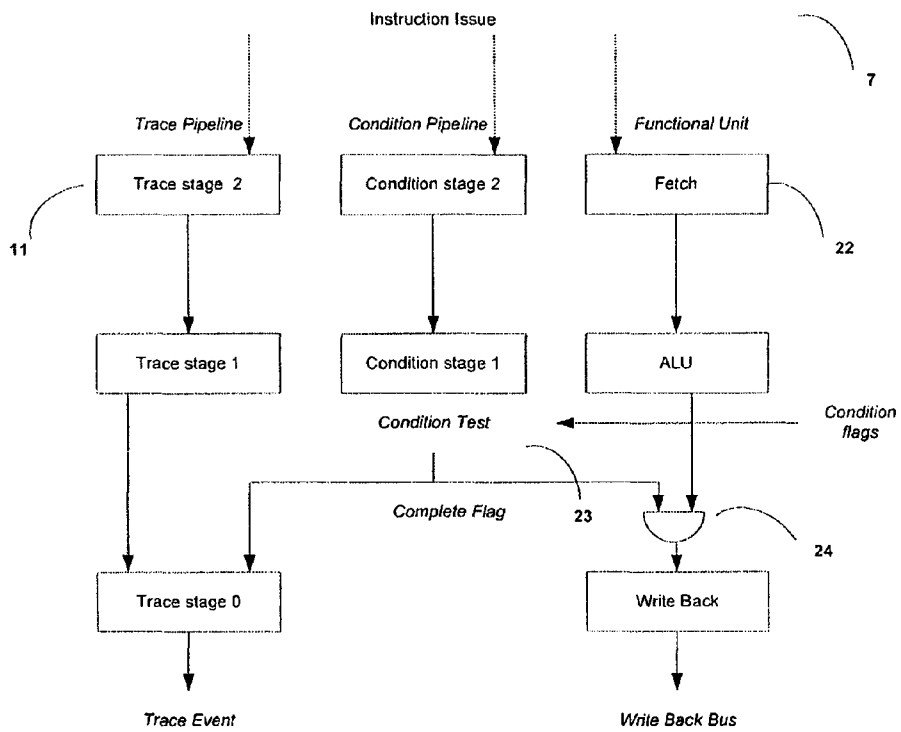 Instruction Issue
7
Trace Pipeline
Condition Pipeline
Functional Unit
Trace stage 2
Condition stage 2
Fetch
11
22
Trace stage 1
Condition stage 1
ALU
Condition Test
Condition
flags
Complete Flag
23
24
Trace stage 0
Write Back
Trace Event
Write Back Bus